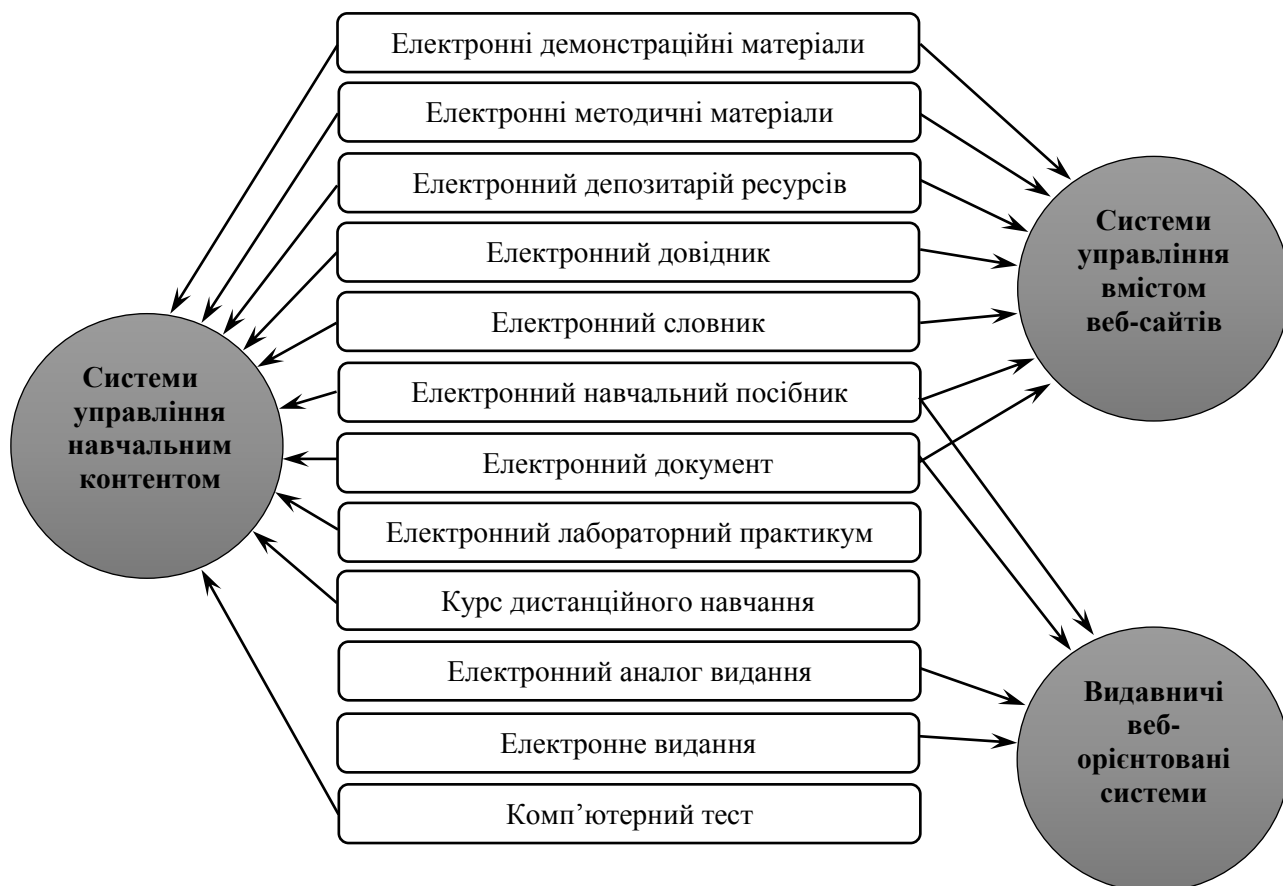 Електронні демонстраційні матеріали
Електронні методичні матеріали
Електронний депозитарій ресурсів
Електронний довідник
Електронний словник
Електронний навчальний посібник
Електронний документ
Електронний лабораторний практикум
Курс дистанційного навчання
Електронний аналог видання
Електронне видання
Комп’ютерний тест
Системи
управління
навчальним
контентом
Системи
управління
вмістом
веб-сайтів
Видавничі
веб-
орієнтовані
системи